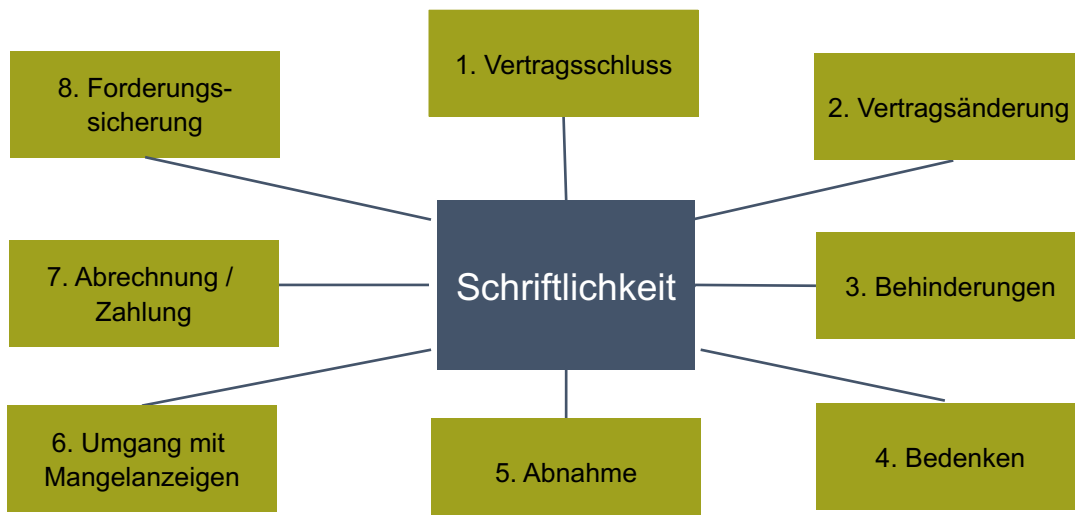 1. Vertragsschluss
2. Vertragsänderung
3. Behinderungen
4. Bedenken
5. Abnahme
6. Umgang mit
Mangelanzeigen
7. Abrechnung /
Zahlung
8. Forderungs-
sicherung
Schriftlichkeit